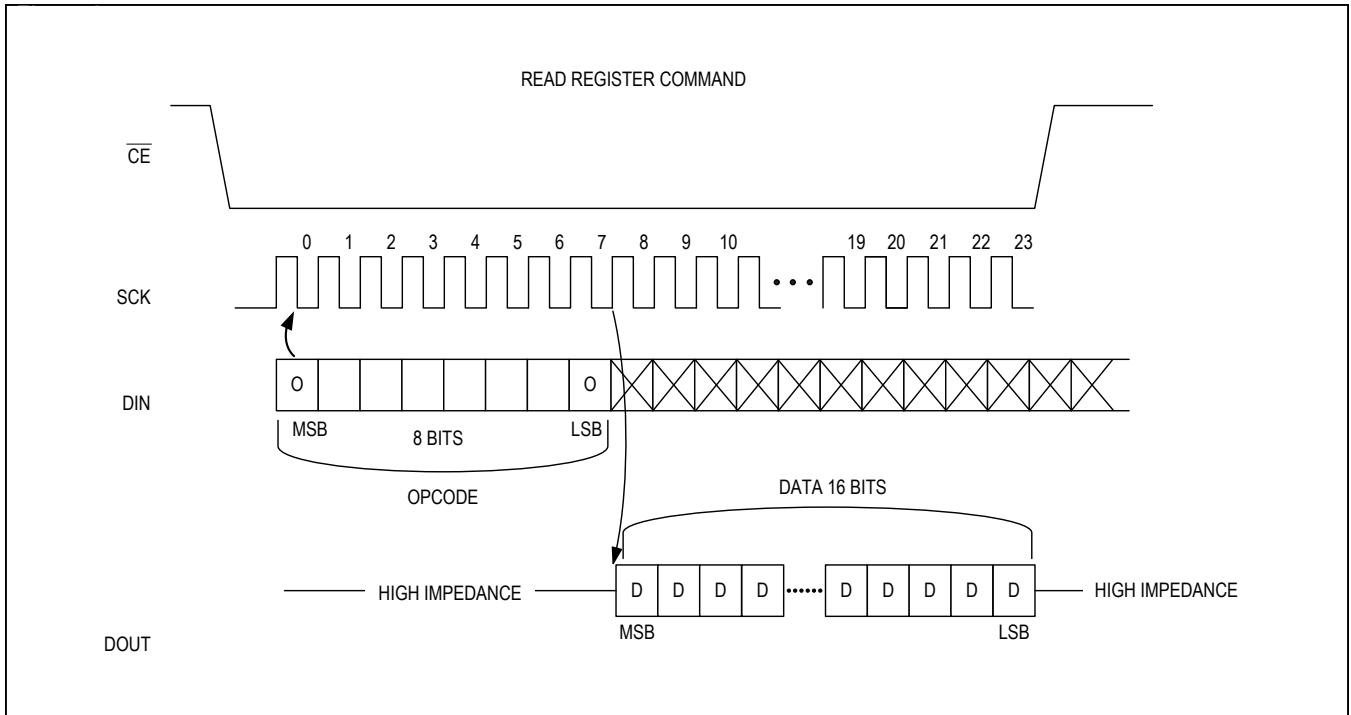 READ REGISTER COMMAND
CE
0 1 2 3 4 5 6 7 8 9 10 19 20 21 22 23
SCK
O O
DIN
MSB 8 BITS LSB
OPCODE
DATA 16 BITS
HIGH IMPEDANCE D D D D D D D D D HIGH IMPEDANCE
MSB LSB
DOUT